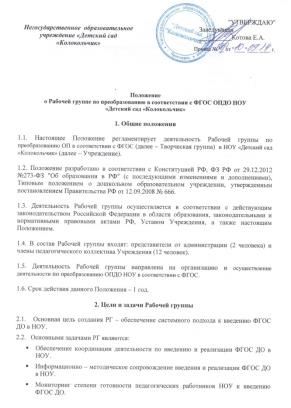 "УТВЕРЖДАЮ"
Негосударственное образовательное
учреждение «Детский сад
«Колокольчик»
Заведующая
Котова Е.А.
Приказ №
Положение
о Рабочей группе по преобразованию в соответствии с ФГОС ОПДО НОУ
«Детский сад «Колокольчик»
1. Общие положения
1.1. Настоящее Положение регламентирует деятельность Рабочей группы по
преобразованию ОП в соответствии с ФГОС (далее – Творческая группа) в НОУ «Детский
сад «Колокольчик» (далее – Учреждение).
1.2. Положение разработано в соответствии с Конституцией РФ, ФЗ РФ от 29.12.2012
№273-ФЗ "Об образовании в РФ" (с последующими изменениями и дополнениями),
Типовым положением о дошкольном образовательном учреждении, утвержденным
постановлением Правительства РФ от 12.09.2008 № 666.
1.3. Деятельность Рабочей группы осуществляется в соответствии с действующим
законодательством Российской Федерации в области образования, законодательными и
нормативными правовыми актами РФ, Уставом Учреждения, а также настоящим
Положением.
1.4. В состав Рабочей группы входят: представители от администрации (2 человека) и
члены педагогического коллектива Учреждения (12 человек).
1.5. Деятельность Рабочей группы направлена на организацию и осуществление
деятельности по преобразованию ОПДО НОУ в соответствии с введением ФГОС.
1.6. Срок действия данного Положения – 1 год.
2. Цели и задачи Рабочей группы
2.1. Основная цель создания РГ – обеспечение системного подхода к введению ФГОС
ДО в НОУ.
2.2. Основными задачами РГ являются:
• Обеспечение координации деятельности по введению и реализации ФГОС ДО в
НОУ.
• Информационно – методическое сопровождение введения и реализации ФГОС ДО
в НОУ.
• Мониторинг степени готовности педагогических работников НОУ к введению
ФГОС ДО.